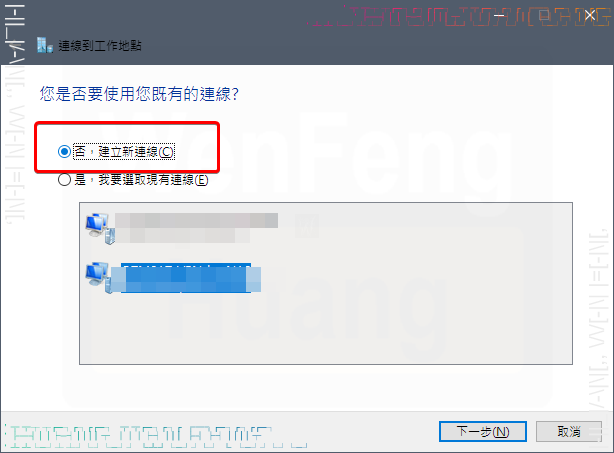 連線到工作地點
您是否要使用您既有的連線?
否，建立新連線(C)
是，我要選取現有連線(E)
WenFeng
Huang
下一步(N)
取消